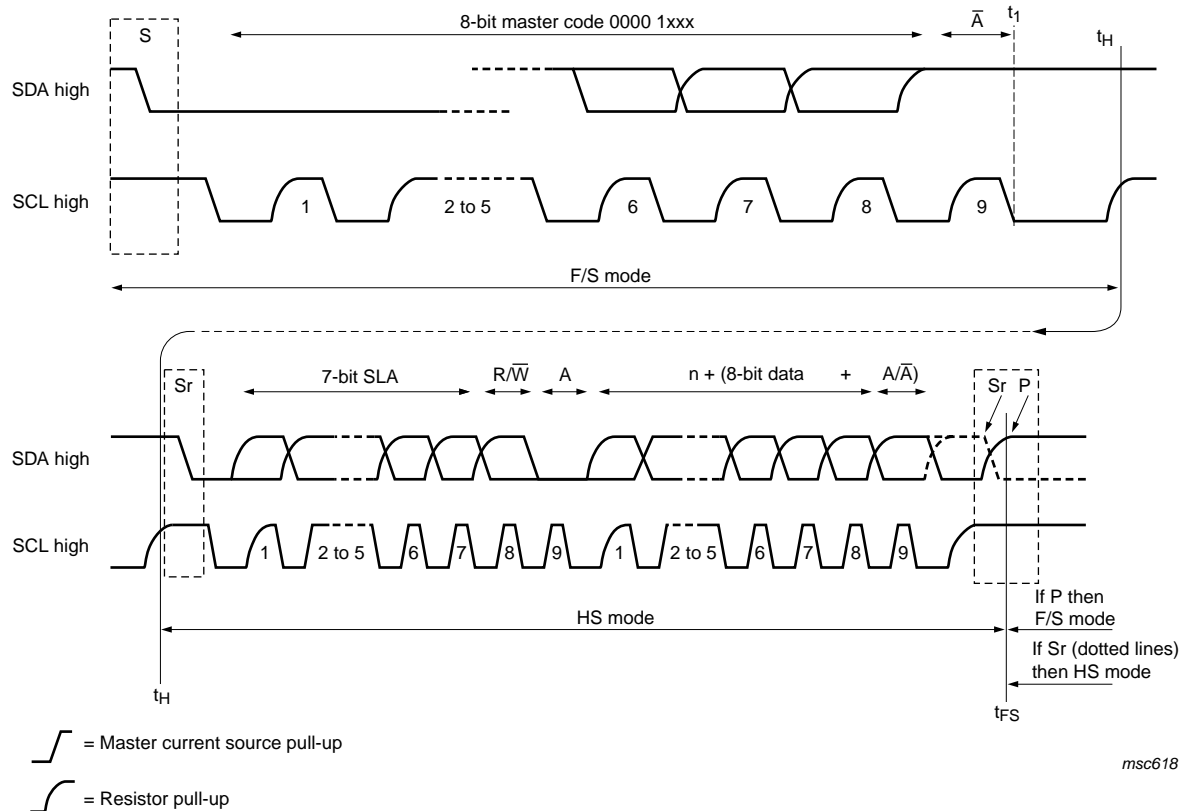 8-bit master code 0000 1xxx
A̅
t1
S
tH
SDA high
SCL high
1
2 to 5
6
7
8
9
F/S mode
Sr
7-bit SLA
R/W̅
A
n + (8-bit data
+
A/A̅)
Sr
P
SDA high
SCL high
1
2 to 5
6
7
8
9
1
2 to 5
6
7
8
9
If P then
F/S mode
HS mode
If Sr (dotted lines)
then HS mode
tH
tFS
= Master current source pull-up
msc618
= Resistor pull-up